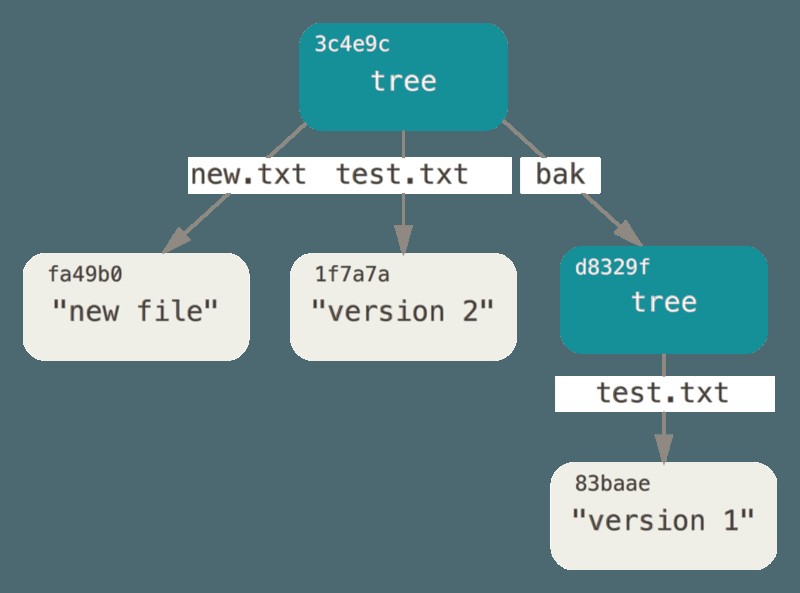 3c4e9c
tree
new.txt test.txt bak
fa49b0
"new file"
1f7a7a
"version 2"
d8329f
tree
test.txt
83baae
"version 1"